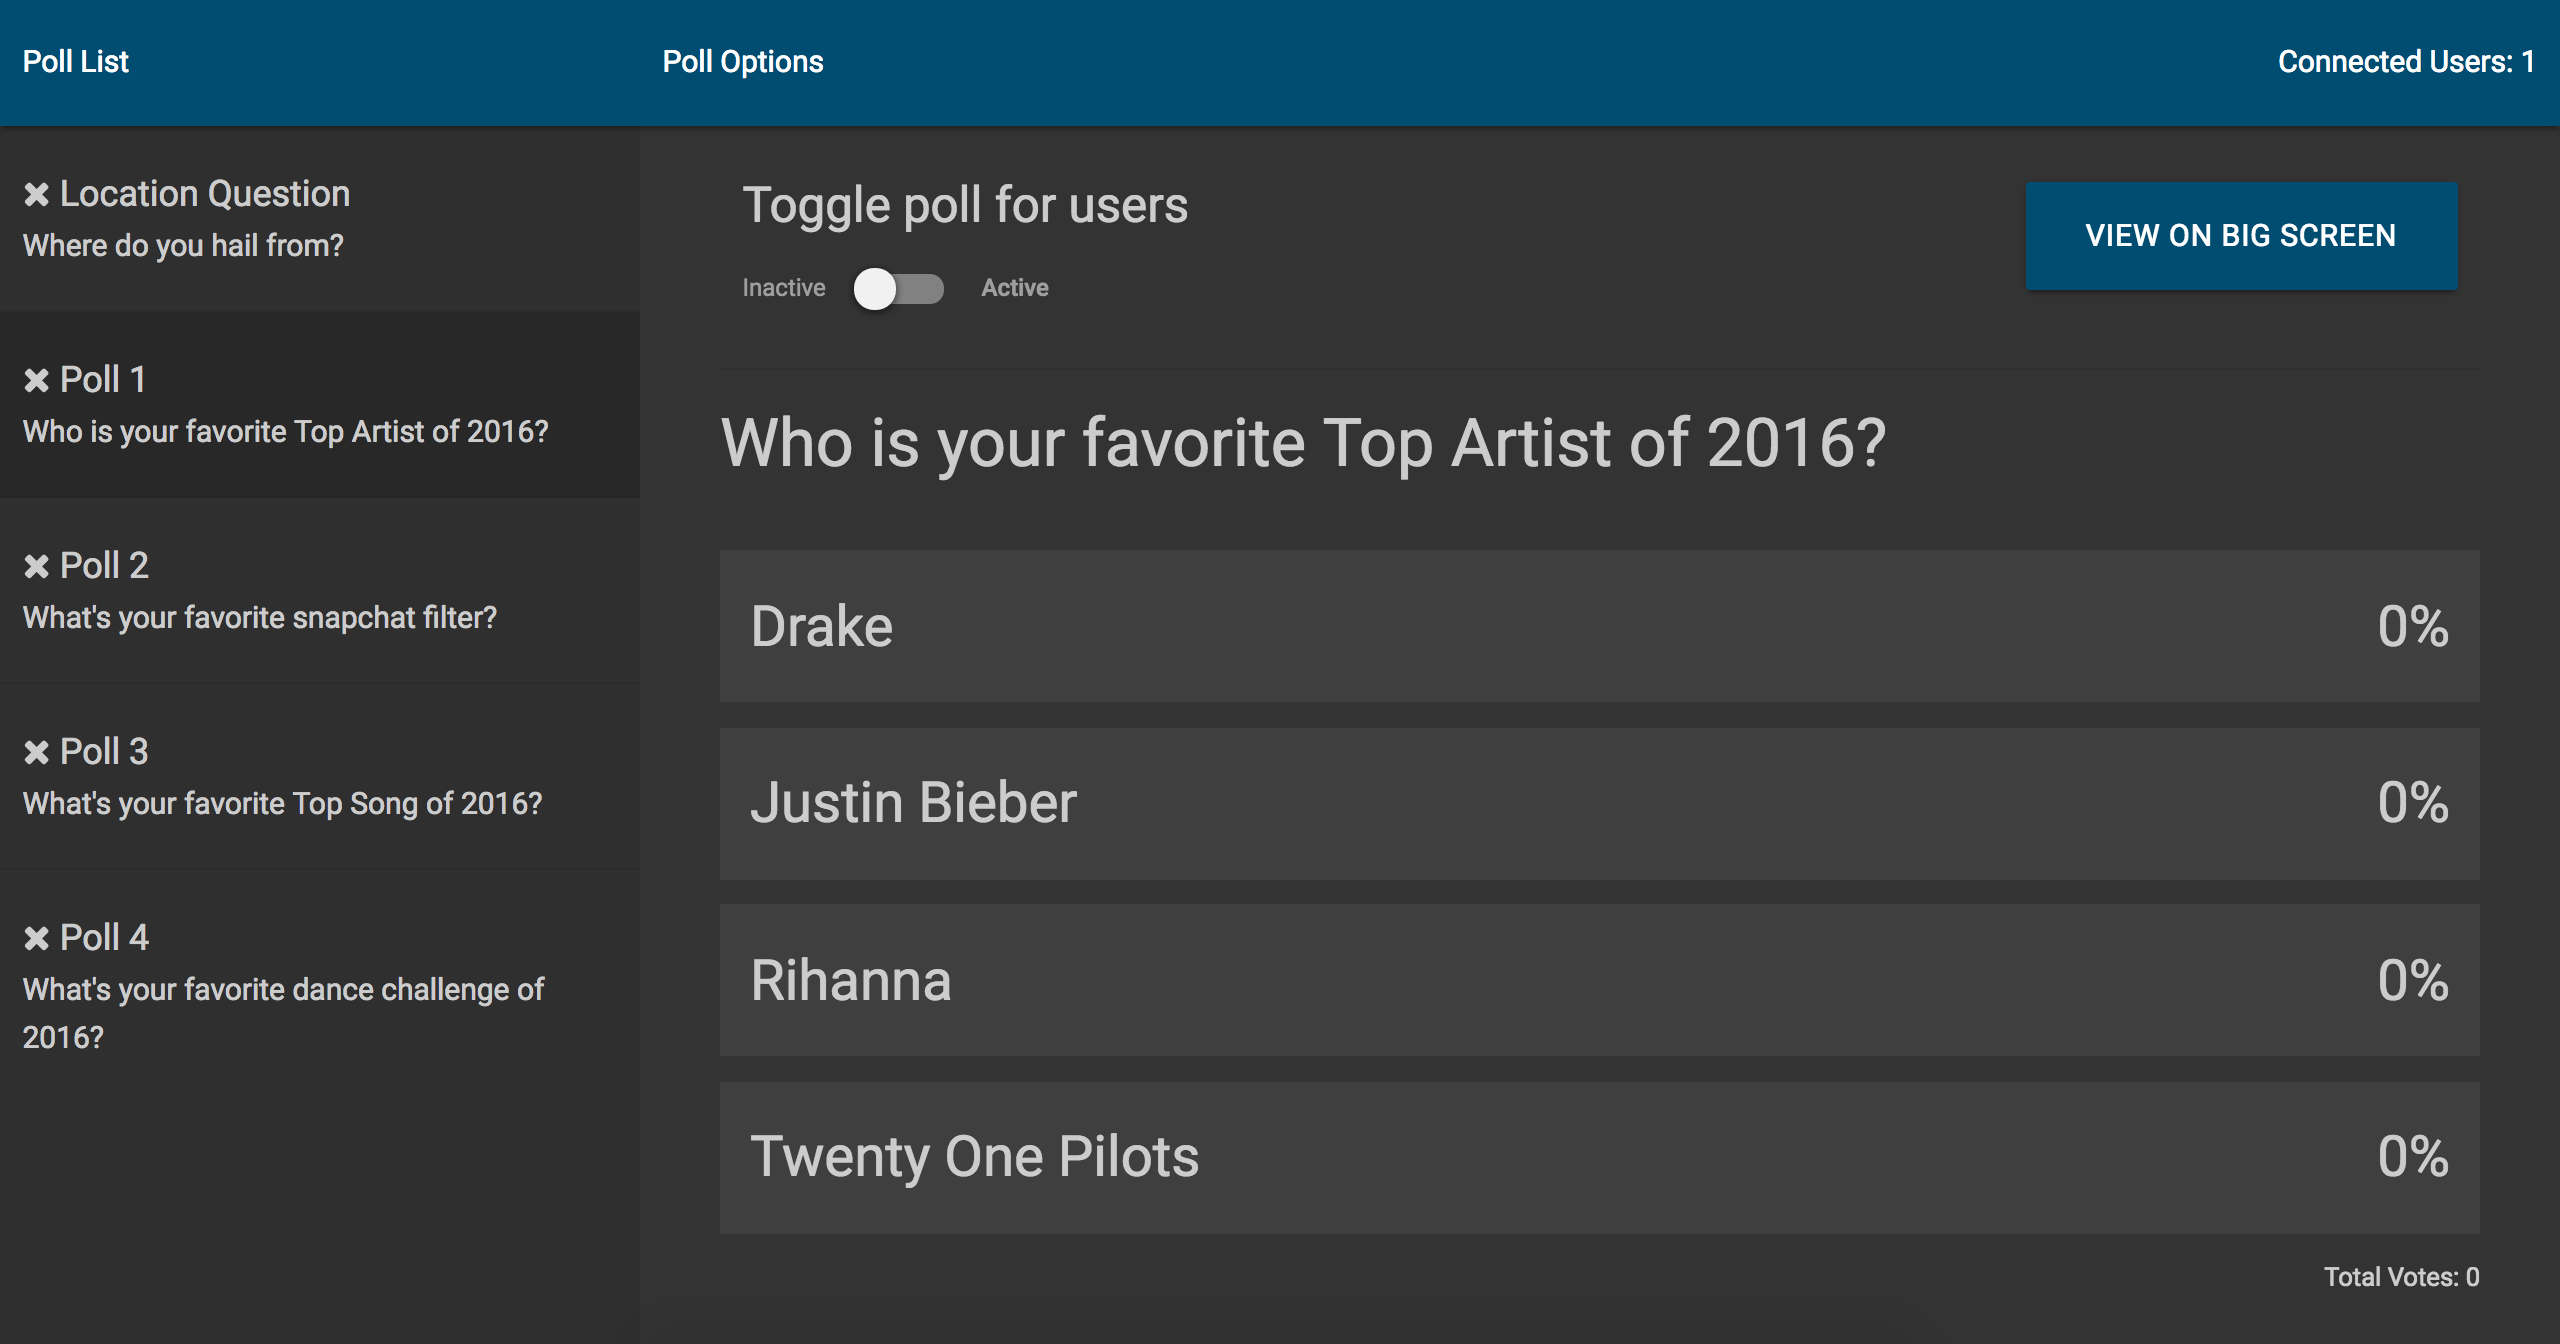 Poll List
Poll Options
Connected Users: 1
Location Question
Where do you hail from?
Poll 1
Who is your favorite Top Artist of 2016?
Poll 2
What's your favorite snapchat filter?
Poll 3
What's your favorite Top Song of 2016?
Poll 4
What's your favorite dance challenge of
2016?
Toggle poll for users
Inactive
Active
VIEW ON BIG SCREEN
Who is your favorite Top Artist of 2016?
Drake 0%
Justin Bieber 0%
Rihanna 0%
Twenty One Pilots 0%
Total Votes: 0